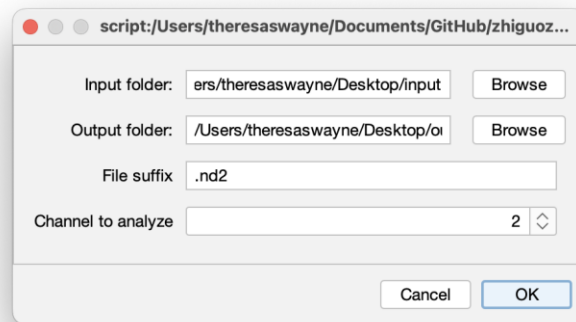 script:/Users/theresaswayne/Documents/GitHub/zhiguoz...
Input folder: ers/theresaswayne/Desktop/input Browse
Output folder: /Users/theresaswayne/Desktop/ou Browse
File suffix .nd2
Channel to analyze 2
Cancel OK